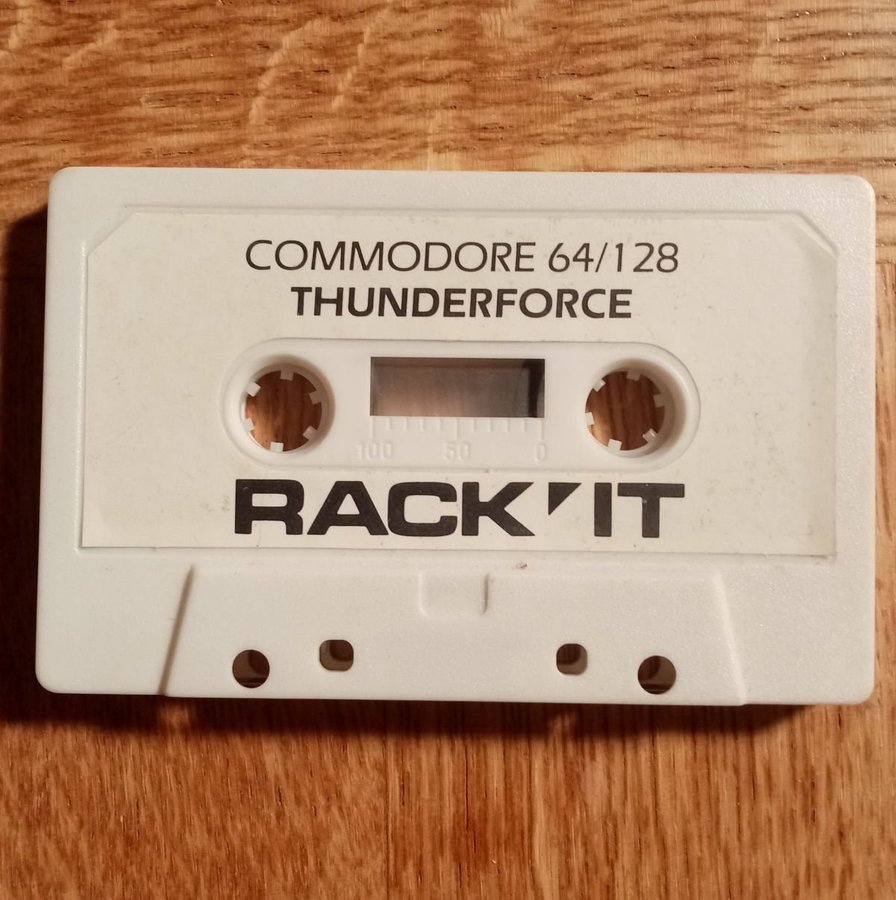 COMMODORE 64/128
THUNDERFORCE
100 50 0
RACK'IT